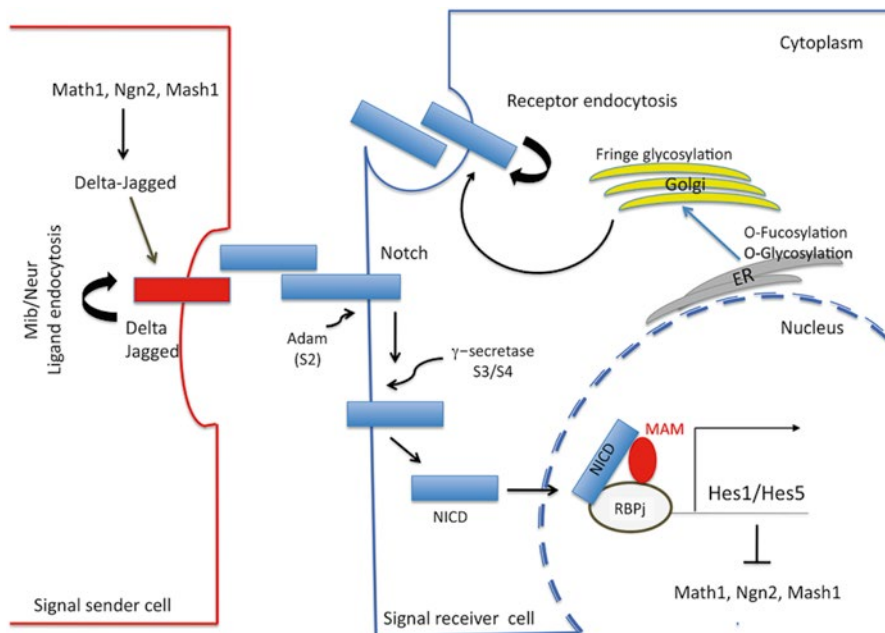 Cytoplasm
Math1, Ngn2, Mash1
Receptor endocytosis
Fringe glycosylation
Golgi
Delta-Jagged
O-Fucosylation
O-Glycosylation
ER
Notch
Mib/Neur
Ligand endocytosis
Delta
Jagged
Adam
(S2)
γ-secretase
S3/S4
Nucleus
MAM
NICD
Hes1/Hes5
RBPj
NICD
Math1, Ngn2, Mash1
Signal sender cell
Signal receiver cell